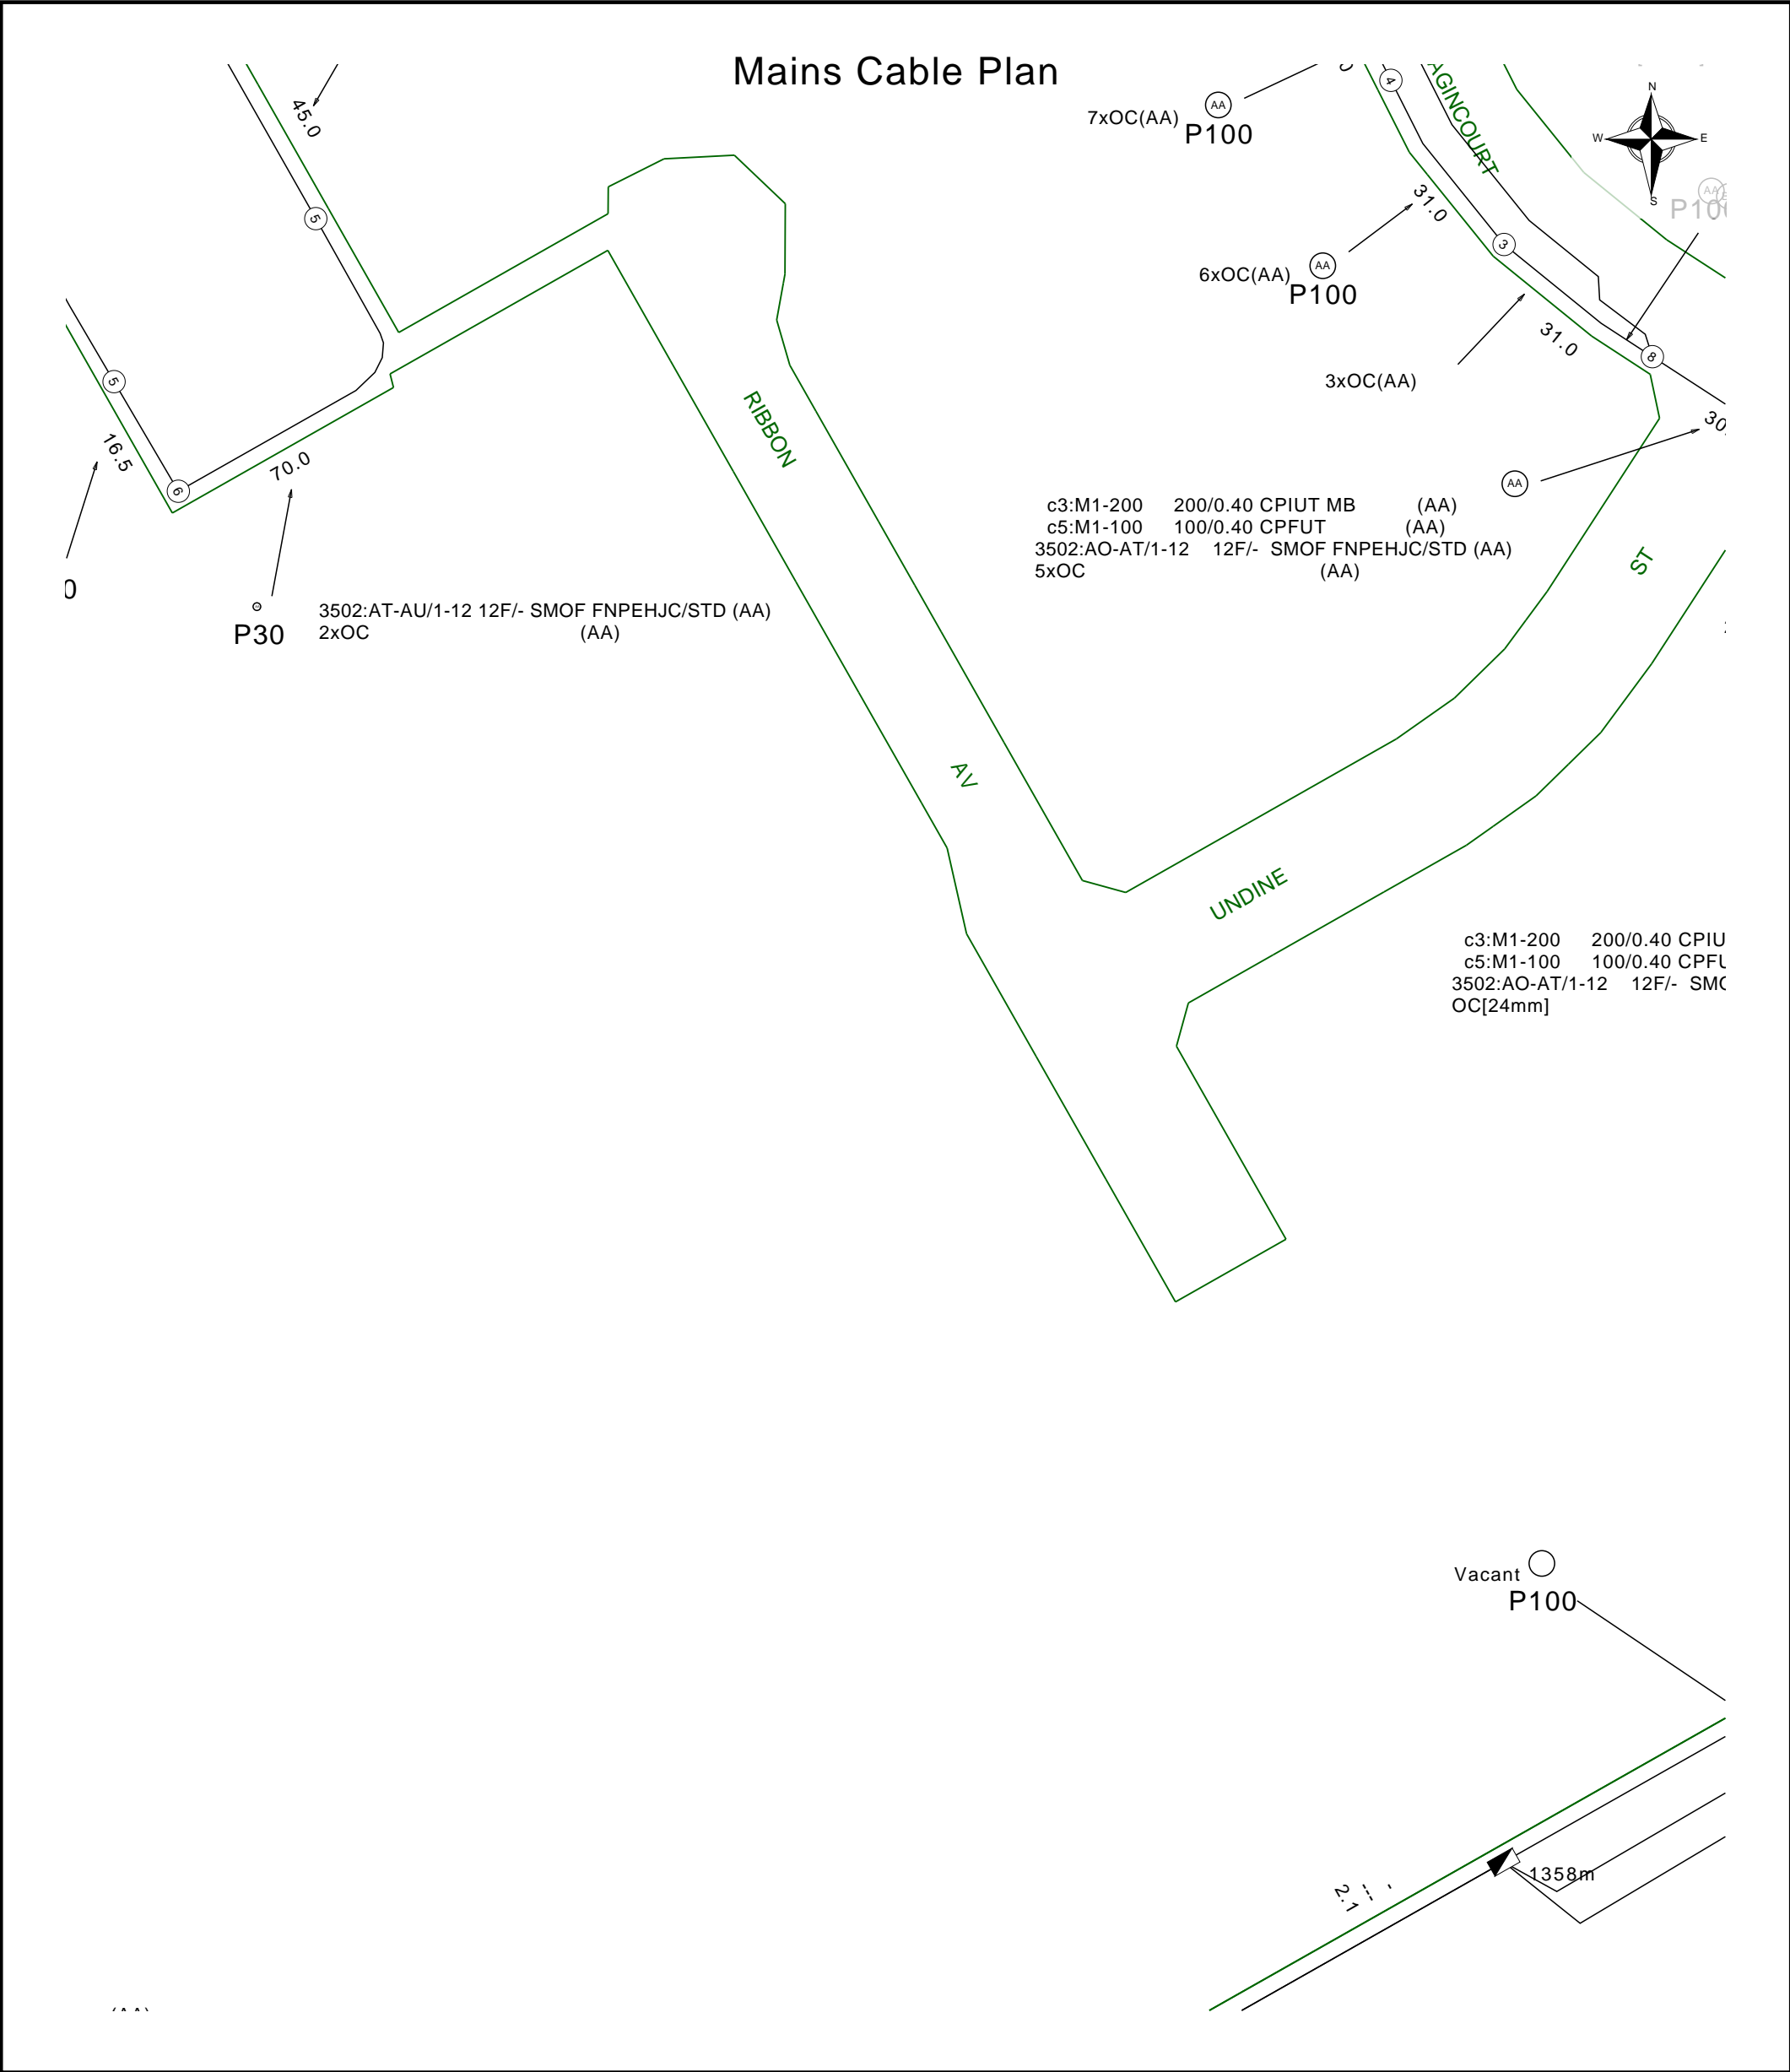 Mains Cable Plan
45.0
AGINCOURT
7xOC(AA)
AA
P100
4
N
W
E
S
AA
5
31.0
3
6xOC(AA)
AA
P100
31.0
8
3xOC(AA)
5
16.5
RIBBON
70.0
6
30
AA
c3:M1-200 200/0.40 CPIUT MB (AA)
c5:M1-100 100/0.40 CPFUT (AA)
3502:AO-AT/1-12 12F/- SMOF FNPEHJC/STD (AA)
5xOC (AA)
ST
0
P30
3502:AT-AU/1-12 12F/- SMOF FNPEHJC/STD (AA)
2xOC (AA)
AV
UNDINE
c3:M1-200 200/0.40 CPIU
c5:M1-100 100/0.40 CPFU
3502:AO-AT/1-12 12F/- SMO
OC[24mm]
Vacant
P100
1358m
2.1